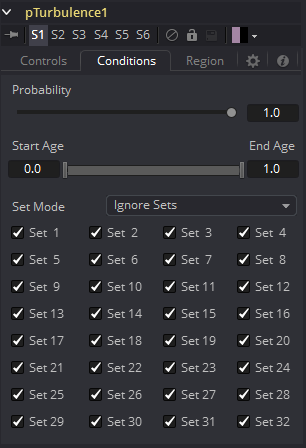 pTurbulence1
S1 S2 S3 S4 S5 S6
Controls Conditions Region
Probability
1.0
Start Age End Age
0.0 1.0
Set Mode Ignore Sets
Set 1 Set 2 Set 3 Set 4
Set 5 Set 6 Set 7 Set 8
Set 9 Set 10 Set 11 Set 12
Set 13 Set 14 Set 15 Set 16
Set 17 Set 18 Set 19 Set 20
Set 21 Set 22 Set 23 Set 24
Set 25 Set 26 Set 27 Set 28
Set 29 Set 30 Set 31 Set 32